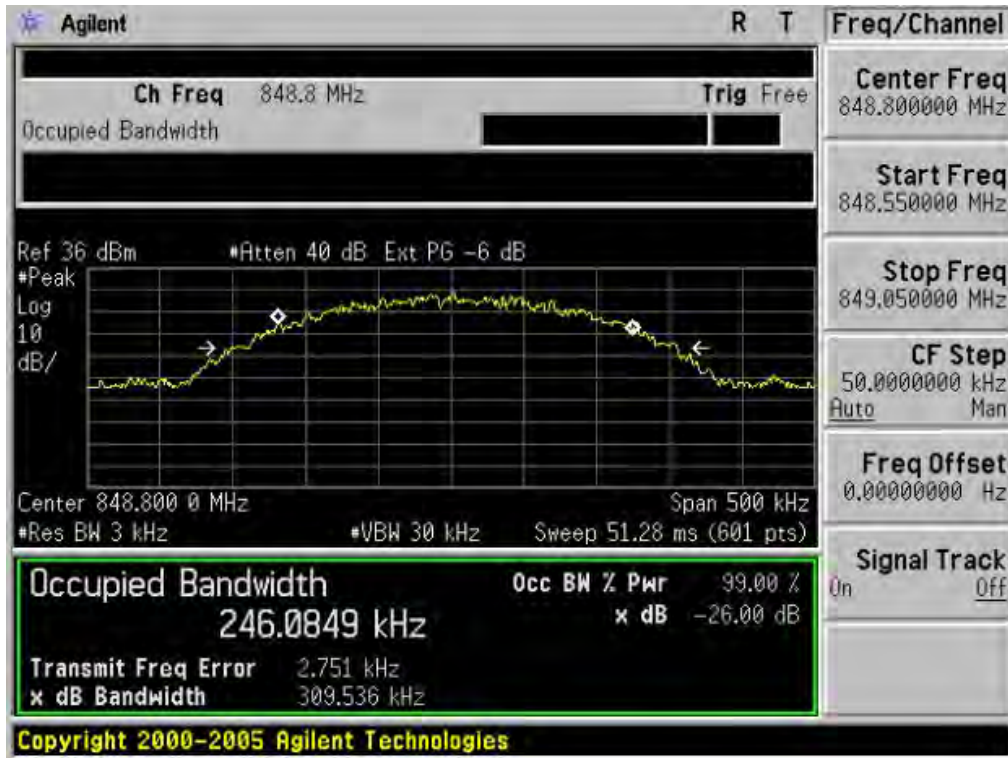 Agilent R T
Freq/Channel
Ch Freq 848.8 MHz Trig Free
Occupied Bandwidth
Center Freq
848.800000 MHz
Start Freq
848.550000 MHz
Stop Freq
849.050000 MHz
CF Step
50.0000000 kHz
Auto Man
Freq Offset
0.00000000 Hz
Signal Track
On Off
Ref 36 dBm #Atten 40 dB Ext PG -6 dB
#Peak
Log
10
dB/
Center 848.800 0 MHz Span 500 kHz
#Res BW 3 kHz #VBW 30 kHz Sweep 51.28 ms (601 pts)
Occupied Bandwidth
246.0849 kHz
Occ BW % Pwr 99.00 %
x dB -26.00 dB
Transmit Freq Error 2.751 kHz
x dB Bandwidth 309.536 kHz
Copyright 2000-2005 Agilent Technologies